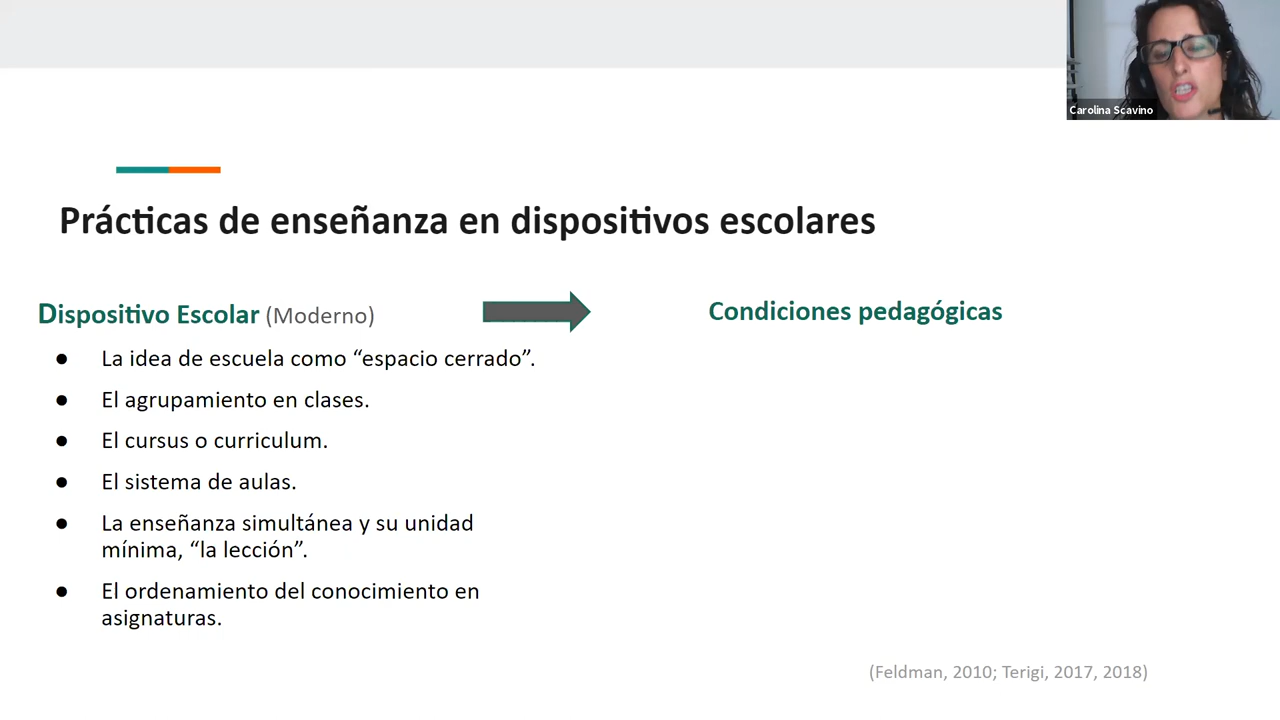 Carolina Scavino
Prácticas de enseñanza en dispositivos escolares
Dispositivo Escolar (Moderno)
Condiciones pedagógicas
● La idea de escuela como “espacio cerrado”.
● El agrupamiento en clases.
● El cursus o curriculum.
● El sistema de aulas.
● La enseñanza simultánea y su unidad
mínima, “la lección”.
● El ordenamiento del conocimiento en
asignaturas.
(Feldman, 2010; Terigi, 2017, 2018)